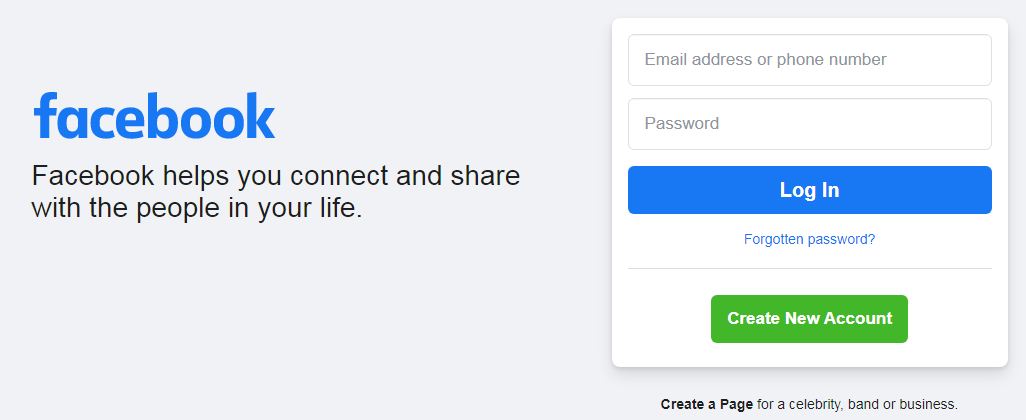 facebook
Facebook helps you connect and share
with the people in your life.
Email address or phone number
Password
Log In
Forgotten password?
Create New Account
Create a Page for a celebrity, band or business.